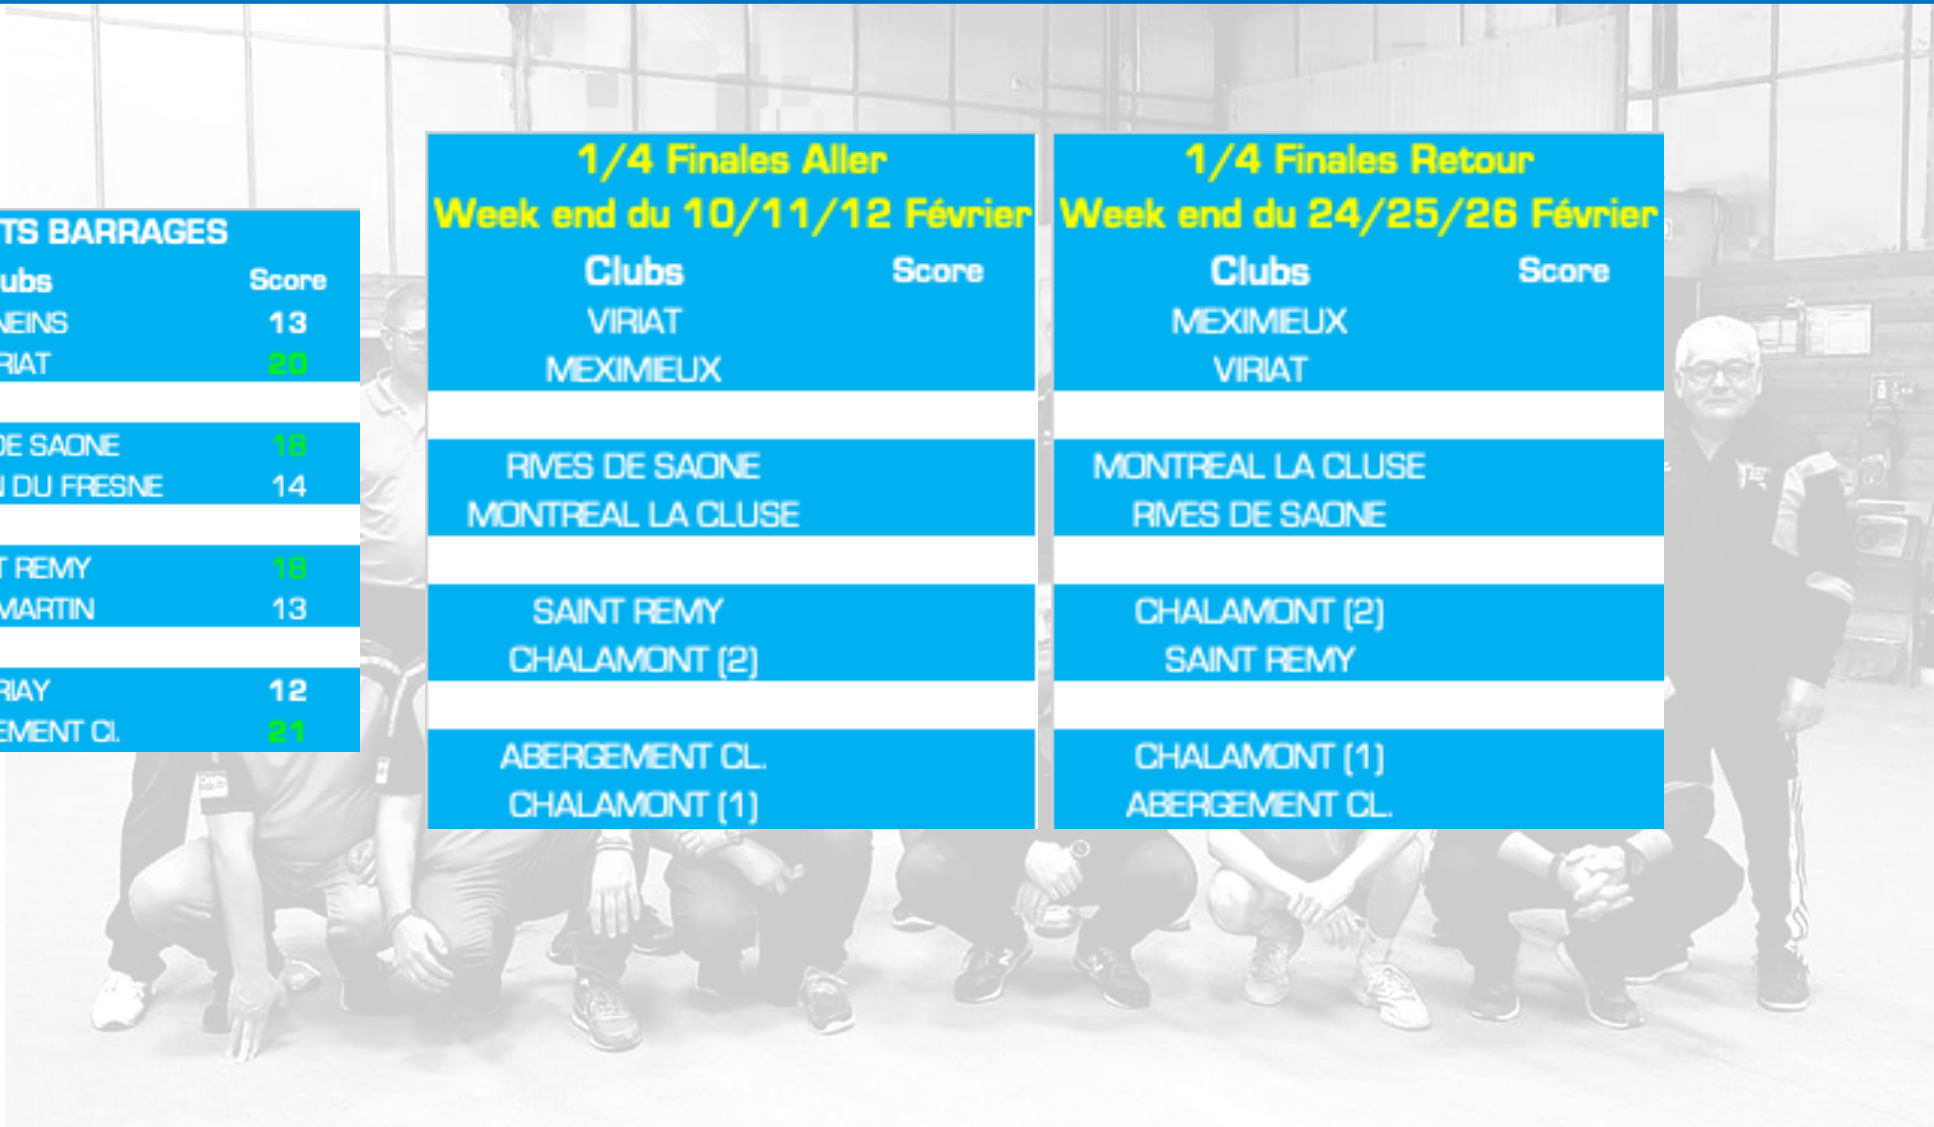 TS BARRAGES
ubs Score
NEINS 13
RIAT 20
DE SAONE 18
N DU FRESNE 14
T REMY 18
MARTIN 13
RIAY 12
EMENT Cl. 21
1/4 Finales Aller
Week end du 10/11/12 Février
Clubs Score
VIRIAT
MEXIMIEUX
RIVES DE SAONE
MONTREAL LA CLUSE
SAINT REMY
CHALAMONT (2)
ABERGEMENT CL.
CHALAMONT (1)
1/4 Finales Retour
Week end du 24/25/26 Février
Clubs Score
MEXIMIEUX
VIRIAT
MONTREAL LA CLUSE
RIVES DE SAONE
CHALAMONT (2)
SAINT REMY
CHALAMONT (1)
ABERGEMENT CL.